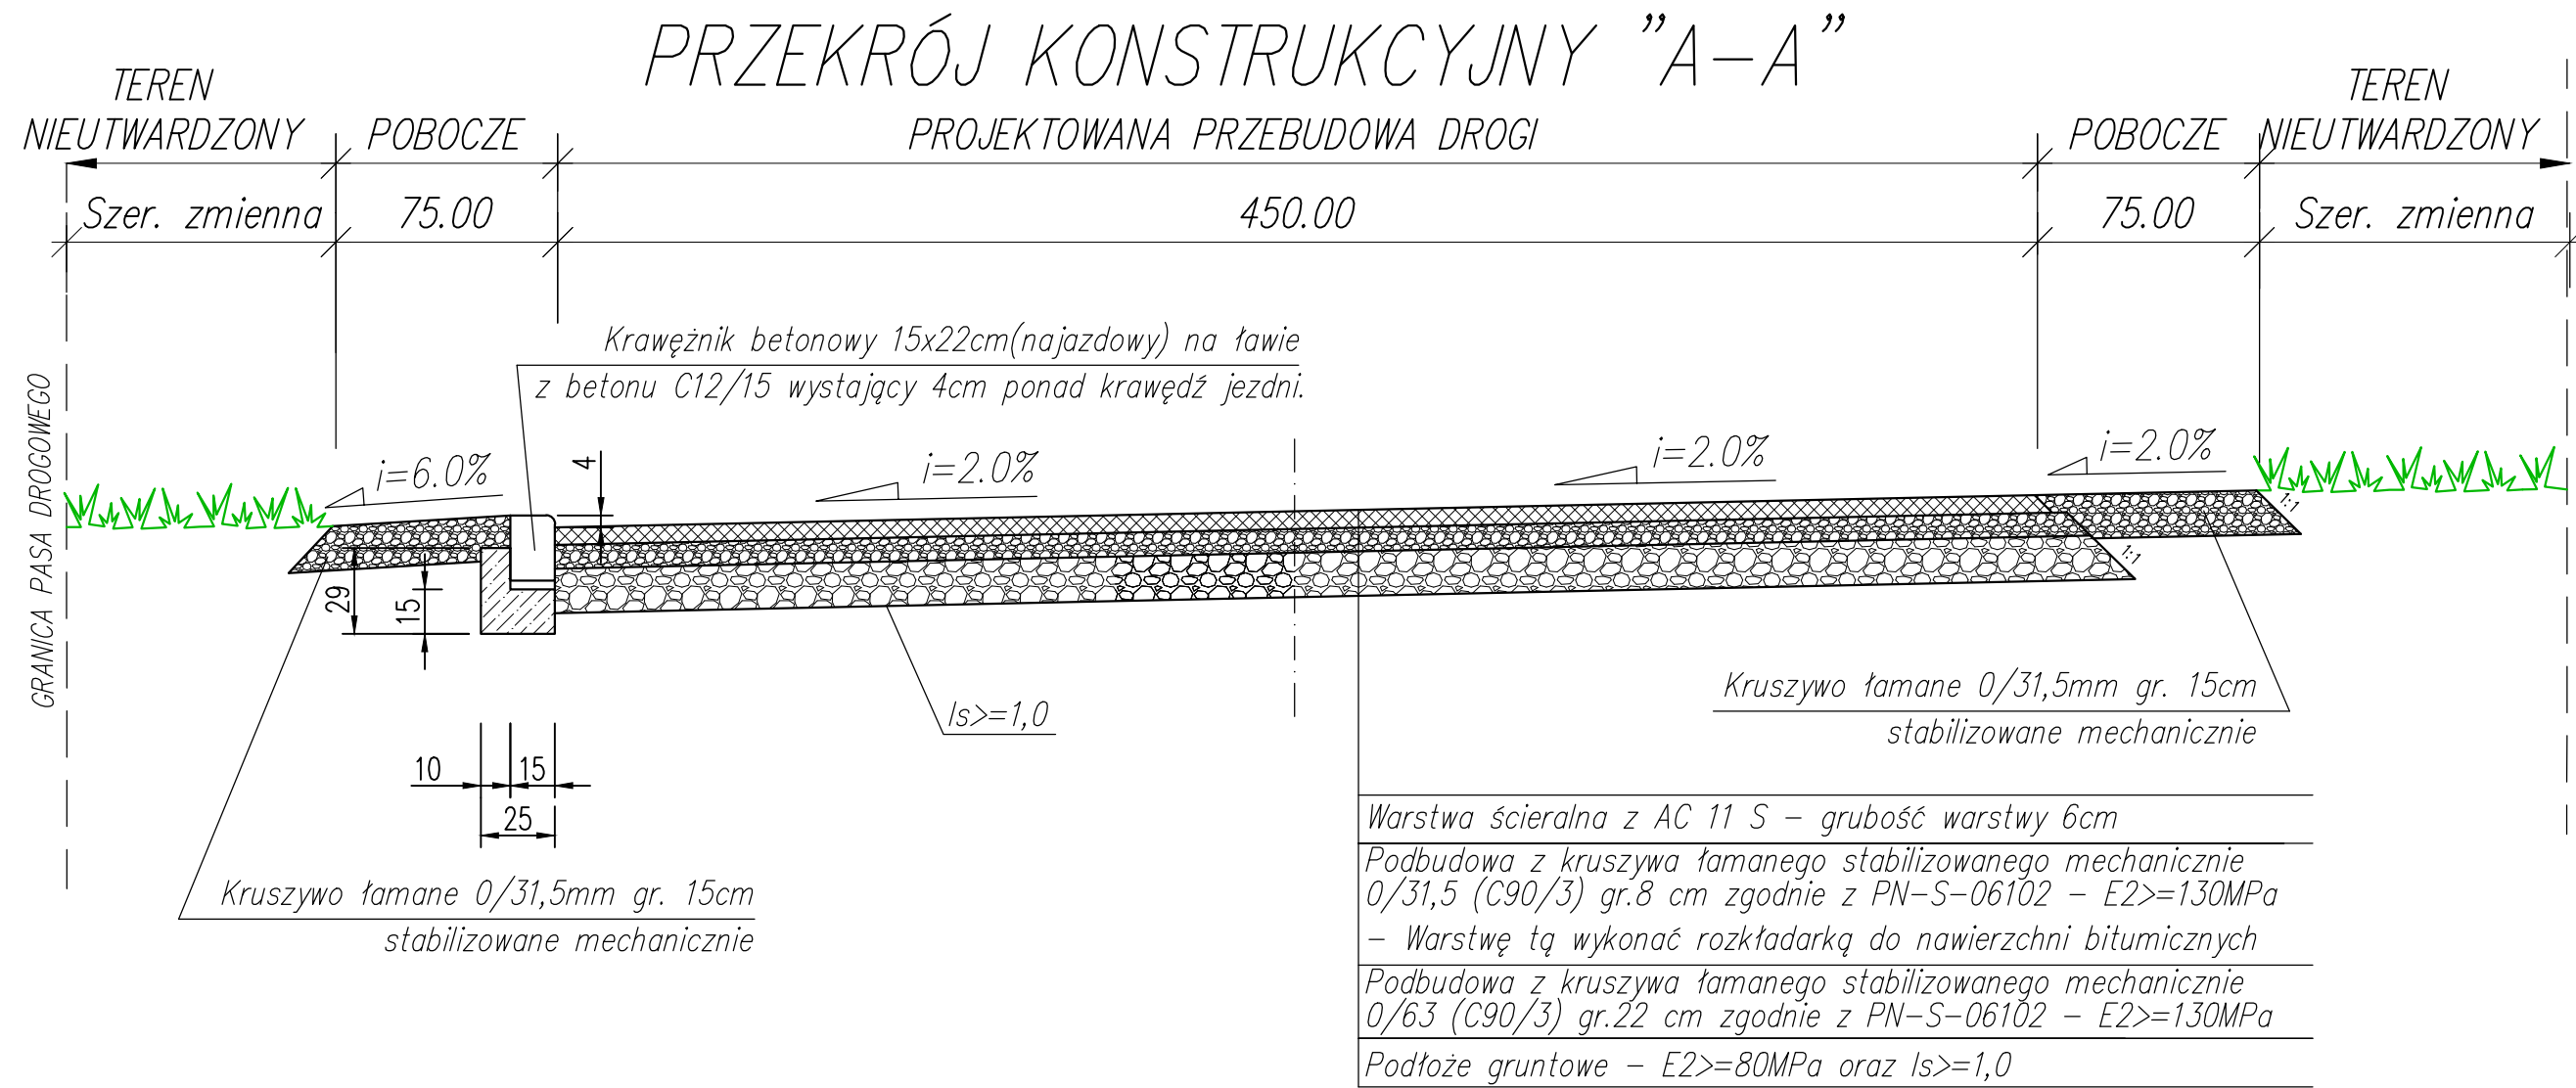 PRZEKRÓJ KONSTRUKCYJNY "A-A"
TEREN
NIEUTWARDZONY
POBOCZE
PROJEKTOWANA PRZEBUDOWA DROGI
POBOCZE
TEREN
NIEUTWARDZONY
Szer. zmienna
75.00
450.00
75.00
Szer. zmienna
GRANICA PASA DROGOWEGO
Krawężnik betonowy 15x22cm(najazdowy) na ławie
z betonu C12/15 wystający 4cm ponad krawędź jezdni.
i=6.0%
4
i=2.0%
i=2.0%
i=2.0%
1:1
1:1
29
15
Is>=1,0
10
15
25
Kruszywo łamane 0/31,5mm gr. 15cm
stabilizowane mechanicznie
Kruszywo łamane 0/31,5mm gr. 15cm
stabilizowane mechanicznie
Warstwa ścieralna z AC 11 S – grubość warstwy 6cm
Podbudowa z kruszywa łamanego stabilizowanego mechanicznie
0/31,5 (C90/3) gr.8 cm zgodnie z PN-S-06102 – E2>=130MPa
– Warstwę tą wykonać rozkładarką do nawierzchni bitumicznych
Podbudowa z kruszywa łamanego stabilizowanego mechanicznie
0/63 (C90/3) gr.22 cm zgodnie z PN-S-06102 – E2>=130MPa
Podłoże gruntowe – E2>=80MPa oraz Is>=1,0